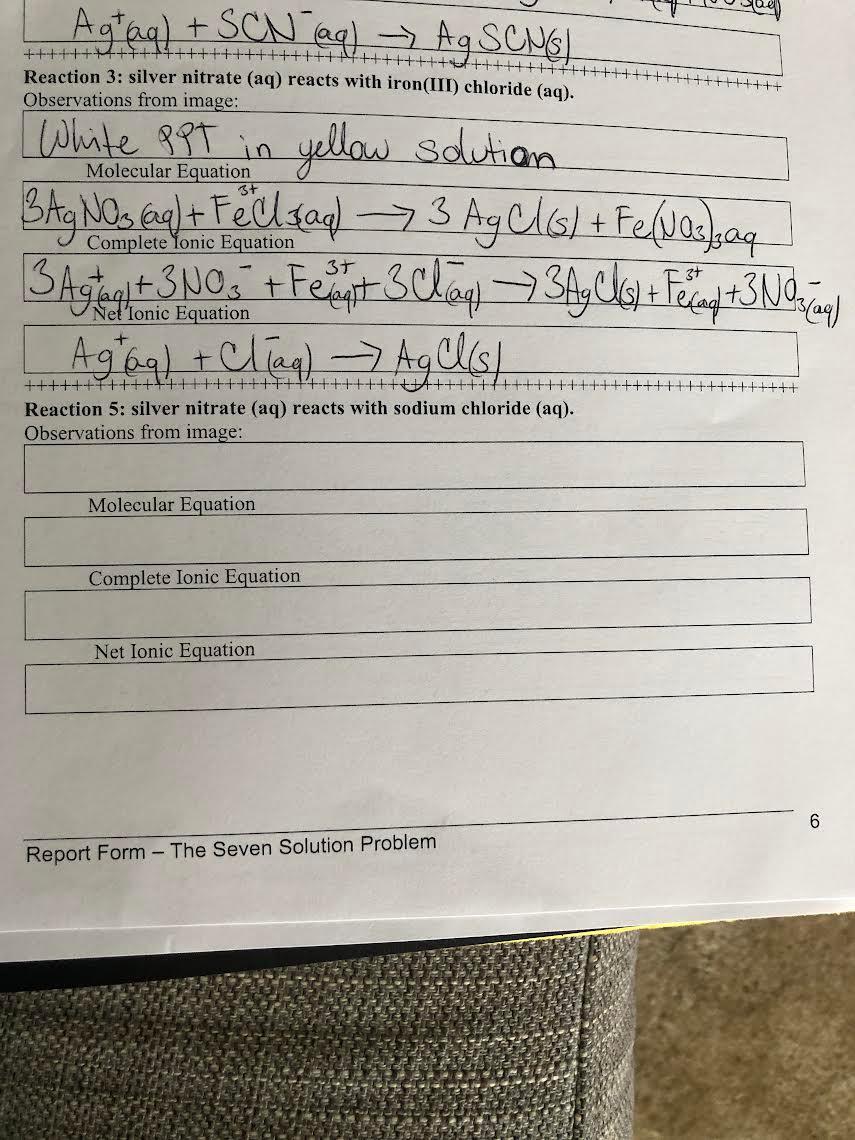 Ag⁺(aq) + SCN⁻(aq) → AgSCN(s)
+++++++++++++++++++++++++++++++++++++++++++++++++++++++++++++++
Reaction 3: silver nitrate (aq) reacts with iron(III) chloride (aq).
Observations from image:
White PPT in yellow solution
Molecular Equation
3AgNO₃(aq) + Fe³⁺Cl₃(aq) → 3AgCl(s) + Fe(NO₃)₃aq
Complete Ionic Equation
3Ag⁺(aq) + 3NO₃⁻ + Fe³⁺(aq) + 3Cl⁻(aq) → 3AgCl(s) + Fe³⁺(aq) + 3NO₃⁻(aq)
Net Ionic Equation
Ag⁺(aq) + Cl⁻(aq) → AgCl(s)
+++++++++++++++++++++++++++++++++++++++++++++++++++++++++++++++
Reaction 5: silver nitrate (aq) reacts with sodium chloride (aq).
Observations from image:
Molecular Equation
Complete Ionic Equation
Net Ionic Equation
6
Report Form – The Seven Solution Problem